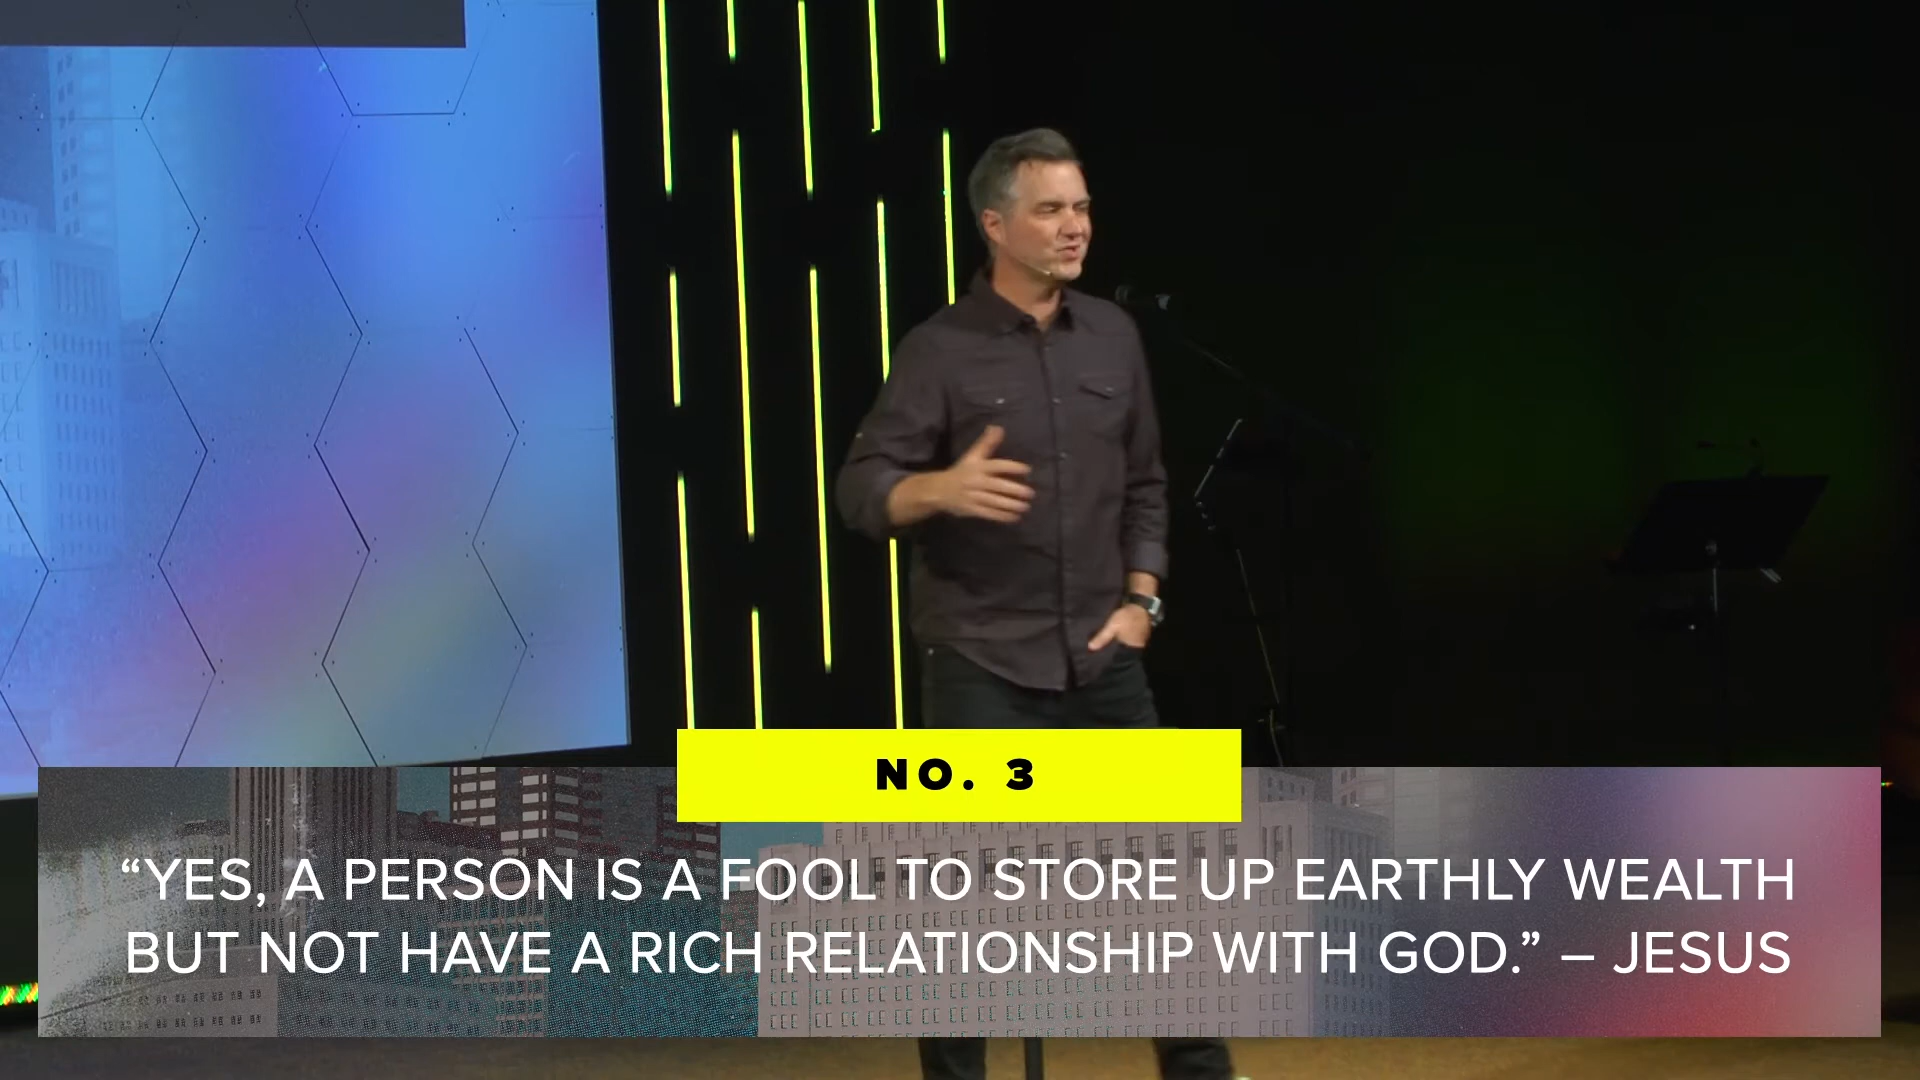 NO. 3
“YES, A PERSON IS A FOOL TO STORE UP EARTHLY WEALTH
BUT NOT HAVE A RICH RELATIONSHIP WITH GOD.” – JESUS